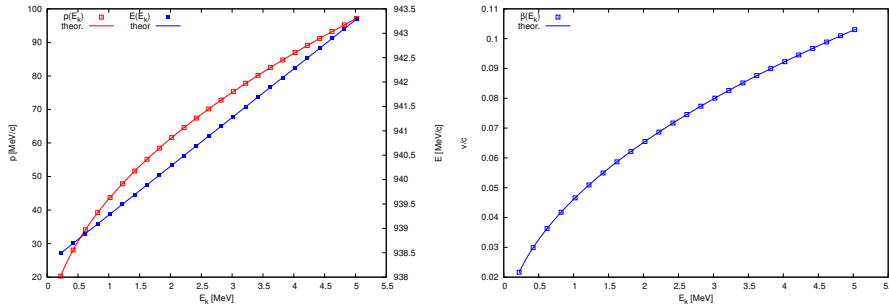 p(E_k) E(E_k)
theor. theor
100
90
80
70
60
50
40
30
20
p [MeV/c]
0 0.5 1 1.5 2 2.5 3 3.5 4 4.5 5 5.5
E_k [MeV]
943.5
943
942.5
942
941.5
941
940.5
940
939.5
939
938.5
938
E [MeV/c]
β(E_k)
theor.
0.11
0.1
0.09
0.08
0.07
0.06
0.05
0.04
0.03
0.02
v/c
0 0.5 1 1.5 2 2.5 3 3.5 4 4.5 5 5.5
E_k [MeV]